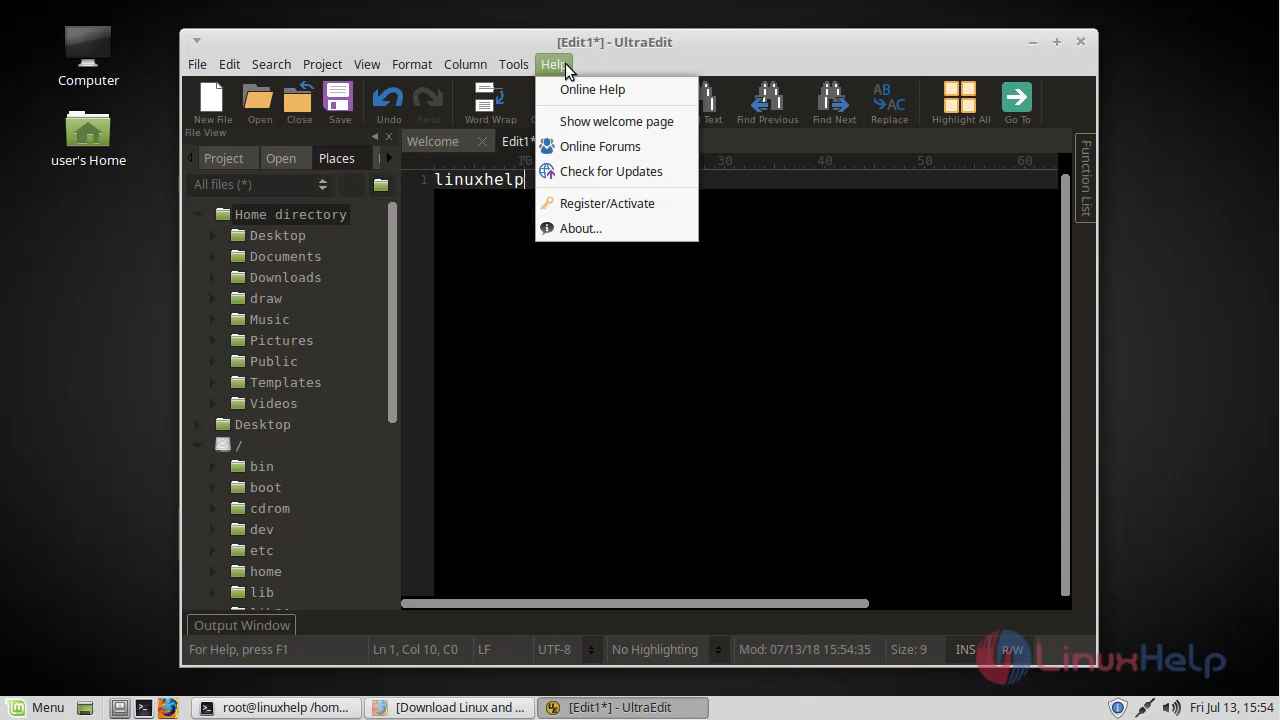 Computer
user's Home
[Edit1*] - UltraEdit
File Edit Search Project View Format Column Tools Help
New File Open Close Save Undo Redo Word Wrap Text Find Previous Find Next Replace Highlight All Go To
Online Help
Show welcome page
Online Forums
Check for Updates
Register/Activate
About...
File View
Project Open Places
All files (*)
Home directory
Desktop
Documents
Downloads
draw
Music
Pictures
Public
Templates
Videos
Desktop
/
bin
boot
cdrom
dev
etc
home
lib
Welcome Edit1*
10 30 40 50 60
1 linuxhelp
Function List
Output Window
For Help, press F1 Ln 1, Col 10, C0 LF UTF-8 No Highlighting Mod: 07/13/18 15:54:35 Size: 9 INS R/W
LinuxHelp
Menu root@linuxhelp /hom... [Download Linux and ... [Edit1*] - UltraEdit Fri Jul 13, 15:54